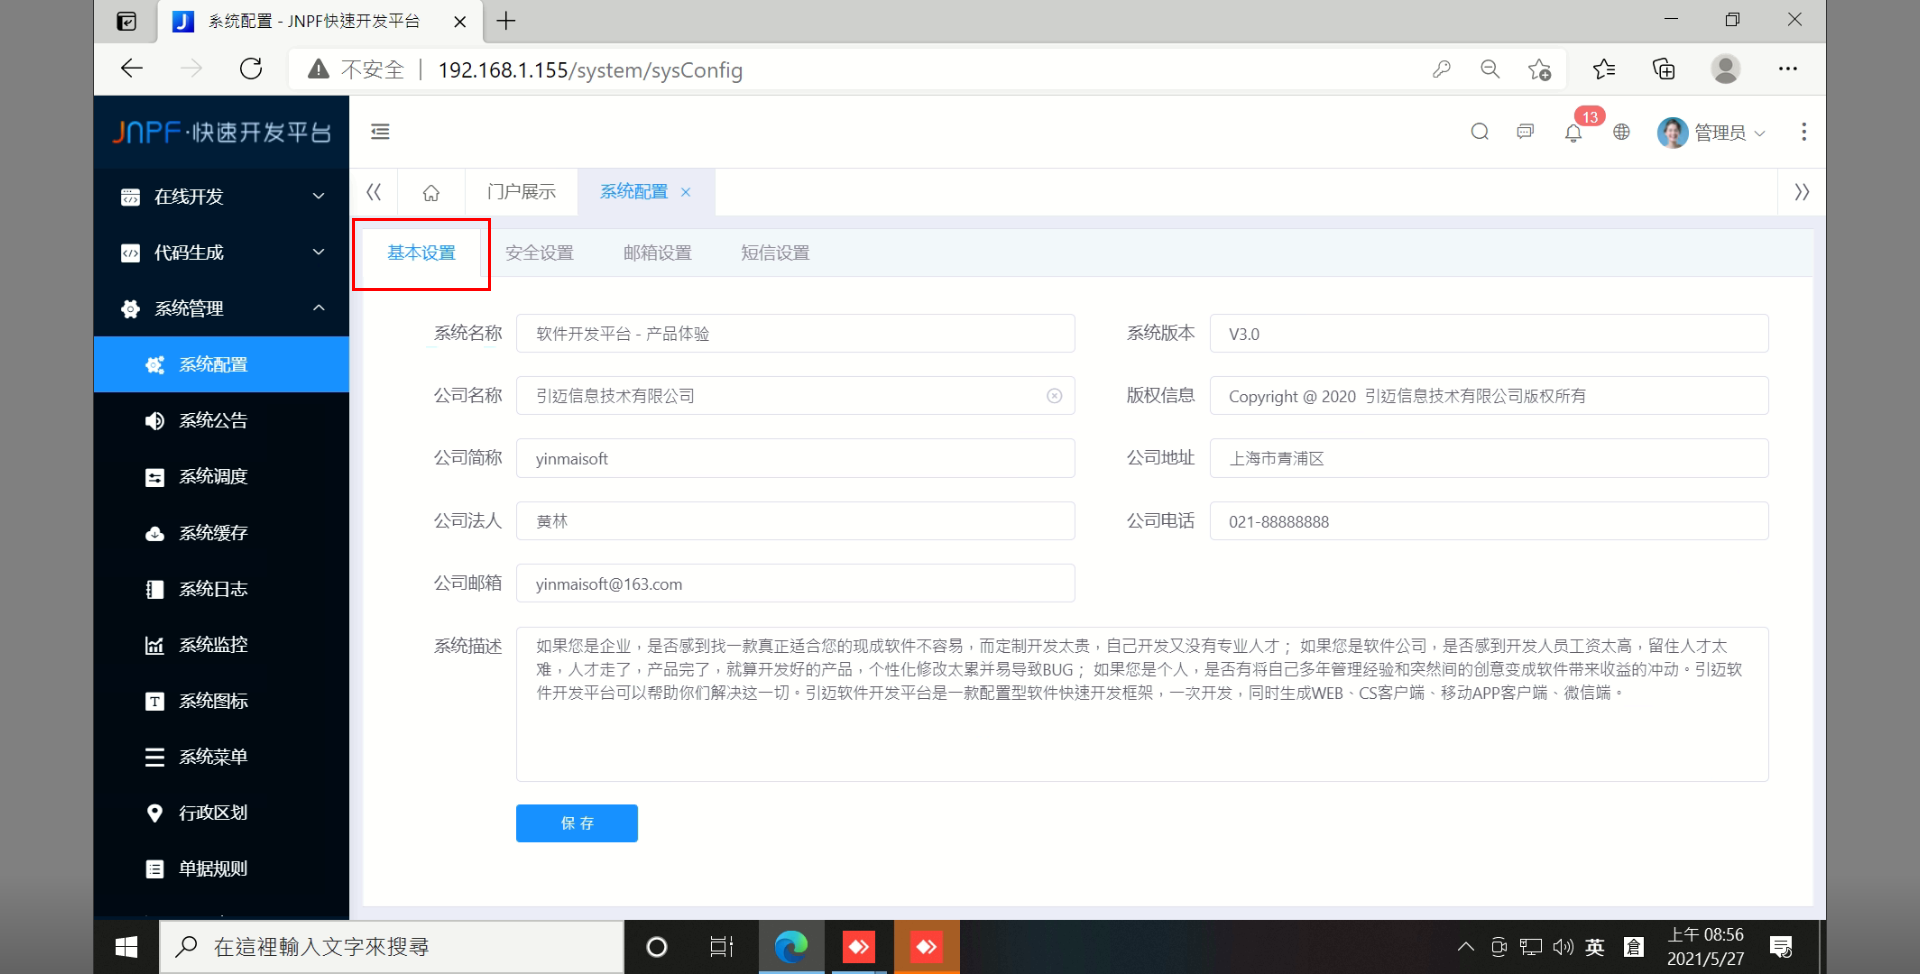 系统配置 - JNPF快速开发平台
不安全 | 192.168.1.155/system/sysConfig
JNPF·快速开发平台
13
管理员
门户展示
系统配置
在线开发
代码生成
系统管理
系统配置
系统公告
系统调度
系统缓存
系统日志
系统监控
系统图标
系统菜单
行政区划
单据规则
基本设置 安全设置 邮箱设置 短信设置
系统名称 软件开发平台 - 产品体验 系统版本 V3.0
公司名称 引迈信息技术有限公司 版权信息 Copyright @ 2020 引迈信息技术有限公司版权所有
公司简称 yinmaisoft 公司地址 上海市青浦区
公司法人 黄林 公司电话 021-88888888
公司邮箱 yinmaisoft@163.com
系统描述 如果您是企业，是否感到找一款真正适合您的现成软件不容易，而定制开发太贵，自己开发又没有专业人才； 如果您是软件公司，是否感到开发人员工资太高，留住人才太
难，人才走了，产品完了，就算开发好的产品，个性化修改太累并易导致BUG； 如果您是个人，是否有将自己多年管理经验和突然间的创意变成软件带来收益的冲动。引迈软
件开发平台可以帮助你们解决这一切。引迈软件开发平台是一款配置型软件快速开发框架，一次开发，同时生成WEB、CS客户端、移动APP客户端、微信端。
保存
在這裡輸入文字來搜尋
英
倉
上午 08:56
2021/5/27